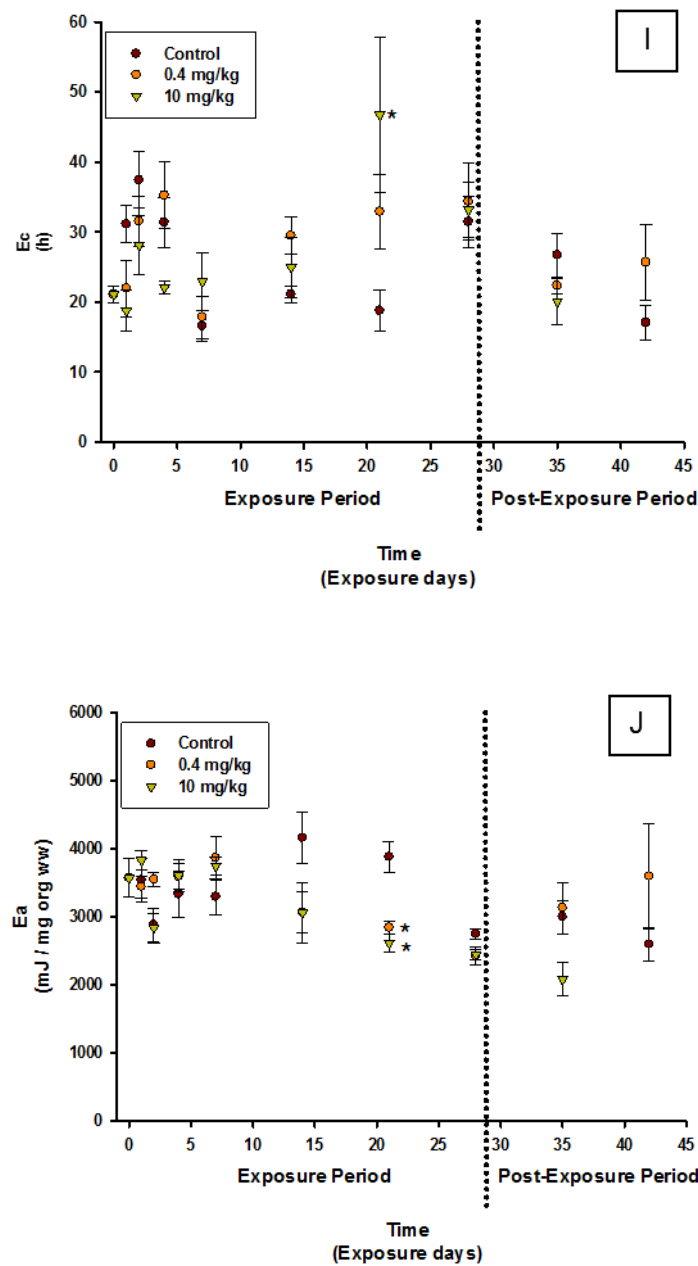 60
I
Control
0.4 mg/kg
10 mg/kg
50
*
40
Ec
(h)
30
20
10
0
0 5 10 15 20 25 30 35 40 45
Exposure Period Post-Exposure Period
Time
(Exposure days)
6000
J
Control
0.4 mg/kg
10 mg/kg
5000
4000
Ea
(mJ / mg org ww)
3000
*
*
2000
1000
0
0 5 10 15 20 25 30 35 40 45
Exposure Period Post-Exposure Period
Time
(Exposure days)